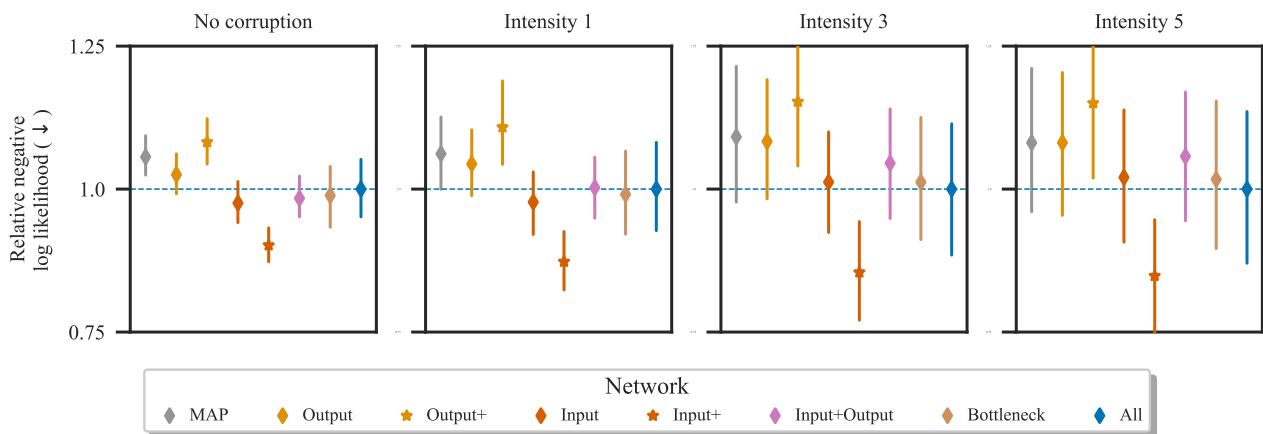 No corruption
Intensity 1
Intensity 3
Intensity 5
1.25
1.0
0.75
Relative negative
log likelihood (↓)
Network
MAP
Output
Output+
Input
Input+
Input+Output
Bottleneck
All